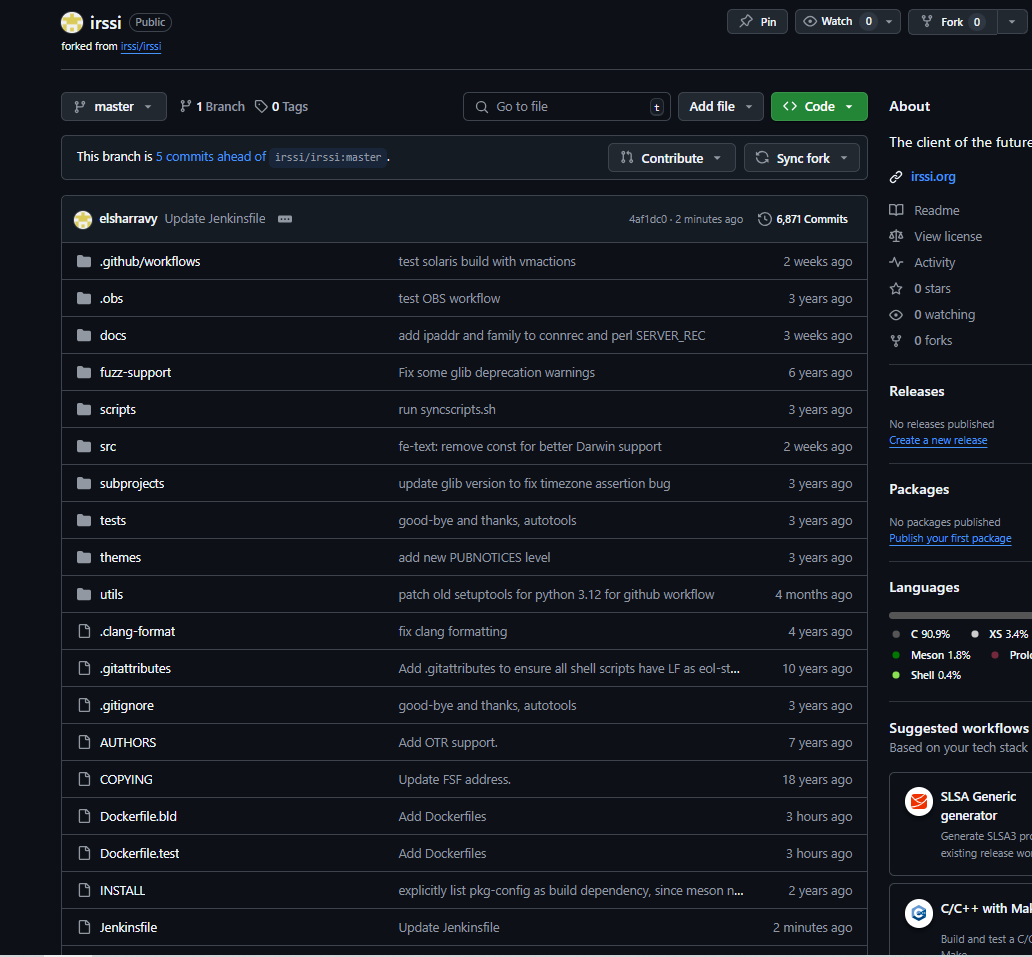 irssi Public Pin Watch 0 Fork 0
forked from irssi/irssi
master 1 Branch 0 Tags Go to file t Add file Code
This branch is 5 commits ahead of irssi/irssi:master . Contribute Sync fork
elsharravy Update Jenkinsfile 4af1dc0 · 2 minutes ago 6,871 Commits
.github/workflows test solaris build with vmactions 2 weeks ago
.obs test OBS workflow 3 years ago
docs add ipaddr and family to connrec and perl SERVER_REC 3 weeks ago
fuzz-support Fix some glib deprecation warnings 6 years ago
scripts run syncscripts.sh 3 years ago
src fe-text: remove const for better Darwin support 2 weeks ago
subprojects update glib version to fix timezone assertion bug 3 years ago
tests good-bye and thanks, autotools 3 years ago
themes add new PUBNOTICES level 3 years ago
utils patch old setuptools for python 3.12 for github workflow 4 months ago
.clang-format fix clang formatting 4 years ago
.gitattributes Add .gitattributes to ensure all shell scripts have LF as eol-st... 10 years ago
.gitignore good-bye and thanks, autotools 3 years ago
AUTHORS Add OTR support. 7 years ago
COPYING Update FSF address. 18 years ago
Dockerfile.bld Add Dockerfiles 3 hours ago
Dockerfile.test Add Dockerfiles 3 hours ago
INSTALL explicitly list pkg-config as build dependency, since meson n... 2 years ago
Jenkinsfile Update Jenkinsfile 2 minutes ago
About
The client of the future
irssi.org
Readme
View license
Activity
0 stars
0 watching
0 forks
Releases
No releases published
Create a new release
Packages
No packages published
Publish your first package
Languages
C 90.9% XS 3.4%
Meson 1.8% Prolo
Shell 0.4%
Suggested workflows
Based on your tech stack
SLSA Generic
generator
Generate SLSA3 pro
existing release wo
C/C++ with Mak
Build and test a C/C
Make.